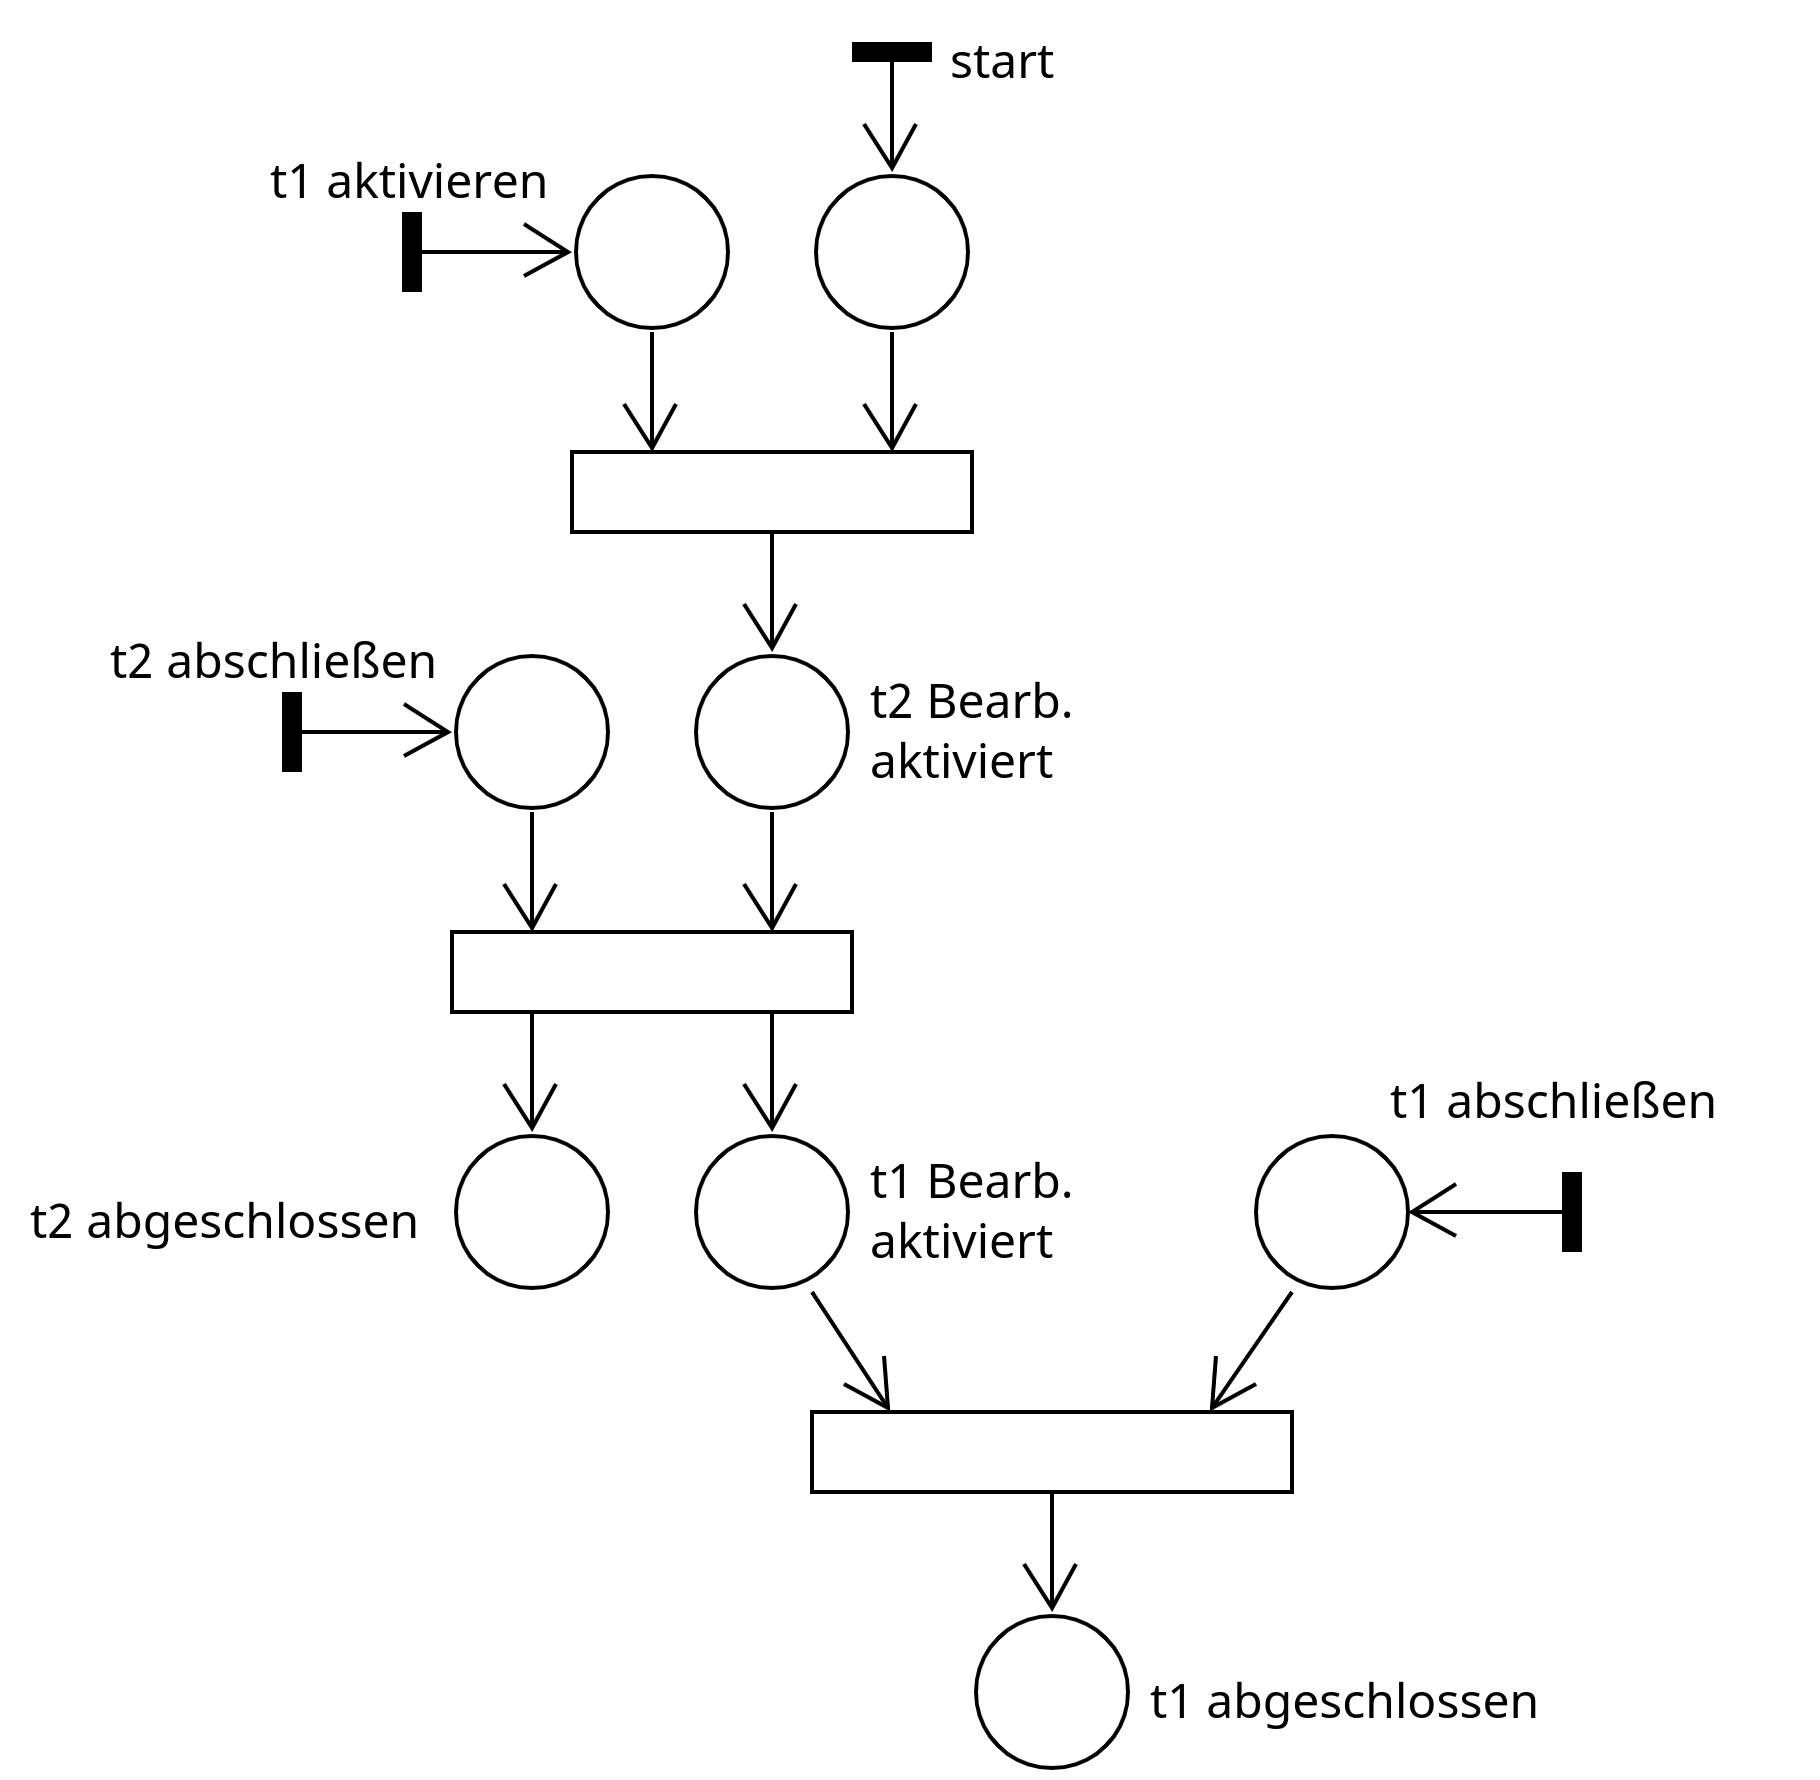 start
t1 aktivieren
t2 abschließen
t2 Bearb.
aktiviert
t1 abschließen
t1 Bearb.
aktiviert
t2 abgeschlossen
t1 abgeschlossen